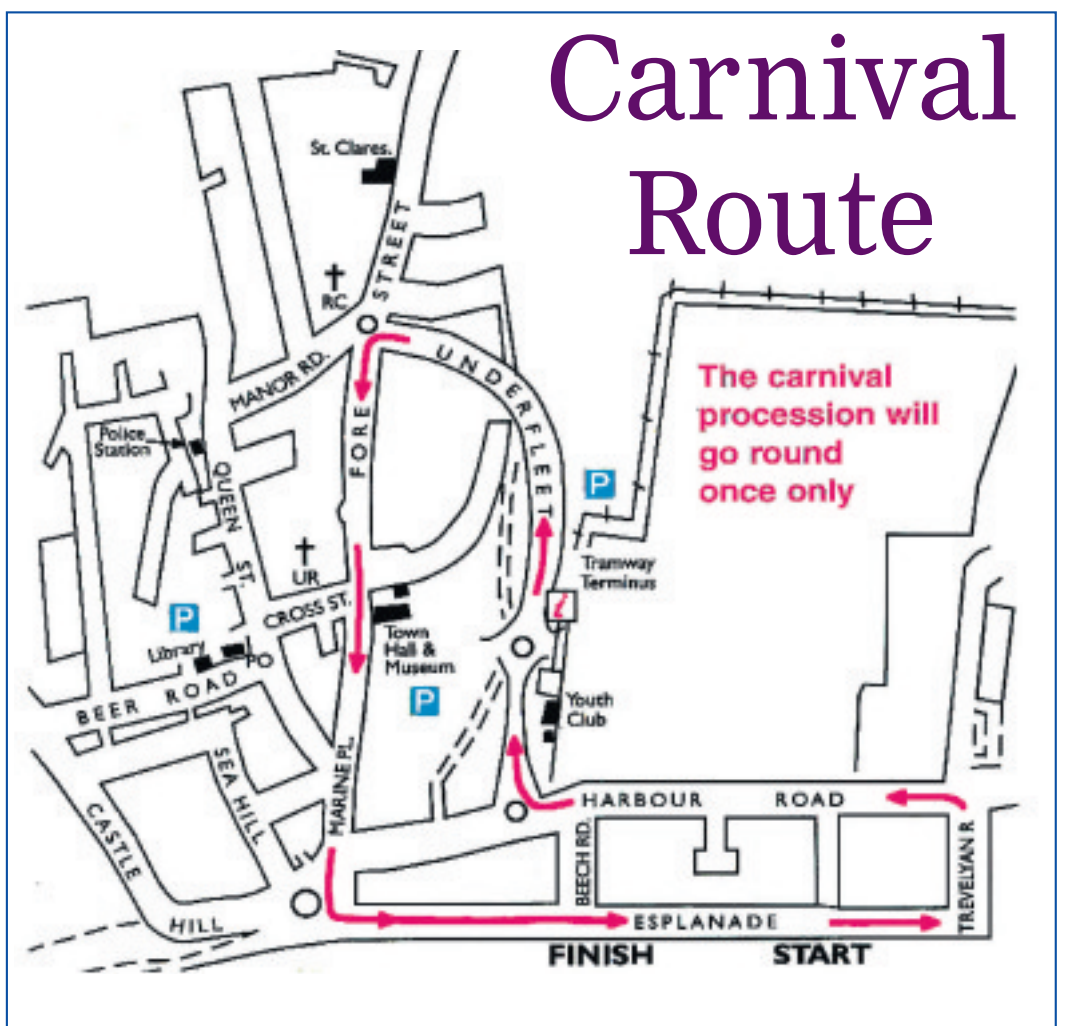 Carnival
Route
St. Clares.
STREET
RC
MANOR RD.
UNDERFLEET
The carnival
procession will
go round
once only
FORE
Police
Station
QUEEN ST.
P
UR
CROSS ST.
Tramway
Terminus
i
P
Library
PO
Town
Hall &
Museum
P
Youth
Club
BEER ROAD
SEA HILL
MARINE PL.
CASTLE
HILL
HARBOUR ROAD
BEECH RD.
TREVELYAN R
ESPLANADE
FINISH START